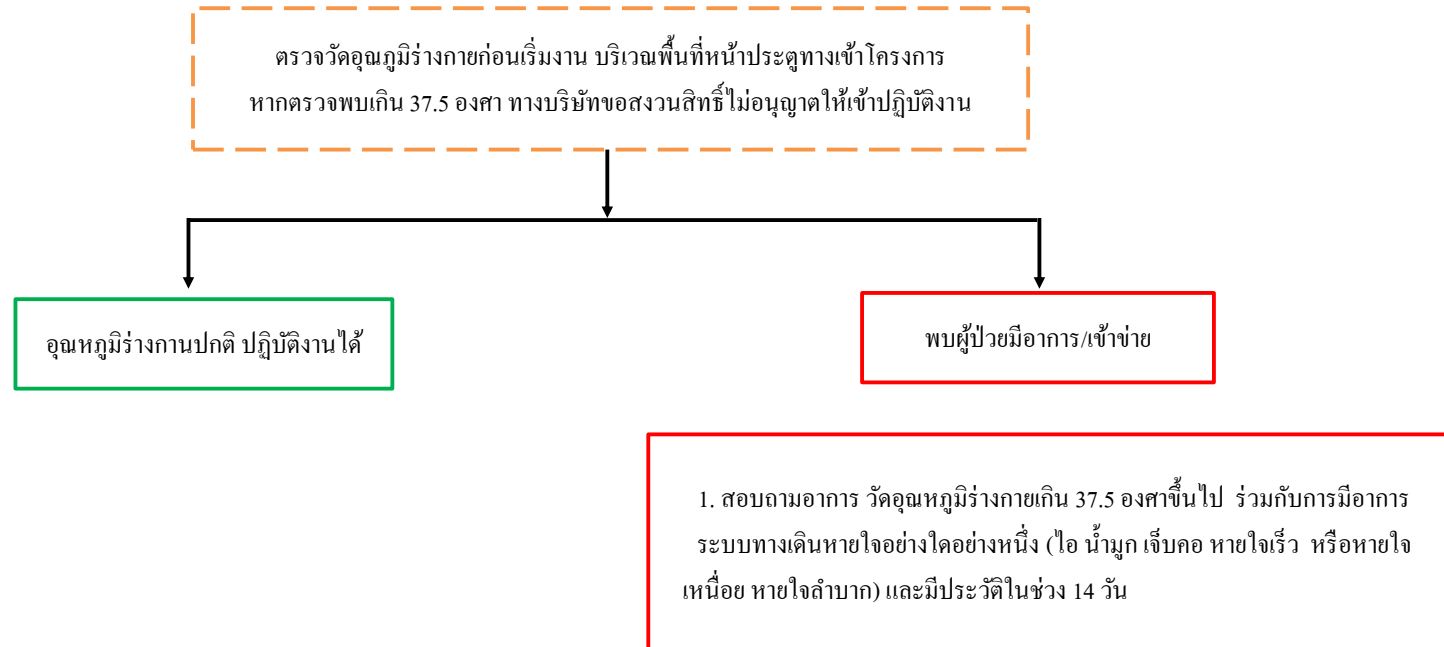 ตรวจวัดอุณภูมิร่างกายก่อนเริ่มงาน บริเวณพื้นที่หน้าประตูทางเข้าโครงการ
หากตรวจพบเกิน 37.5 องศา ทางบริษัทขอสงวนสิทธิ์ไม่อนุญาตให้เข้าปฏิบัติงาน
อุณหภูมิร่างกานปกติ ปฏิบัติงานได้
พบผู้ป่วยมีอาการ/เข้าข่าย
1. สอบถามอาการ วัดอุณหภูมิร่างกายเกิน 37.5 องศาขึ้นไป ร่วมกับการมีอาการ
ระบบทางเดินหายใจอย่างใดอย่างหนึ่ง (ไอ น้ำมูก เจ็บคอ หายใจเร็ว หรือหายใจ
เหนื่อย หายใจลำบาก) และมีประวัติในช่วง 14 วัน